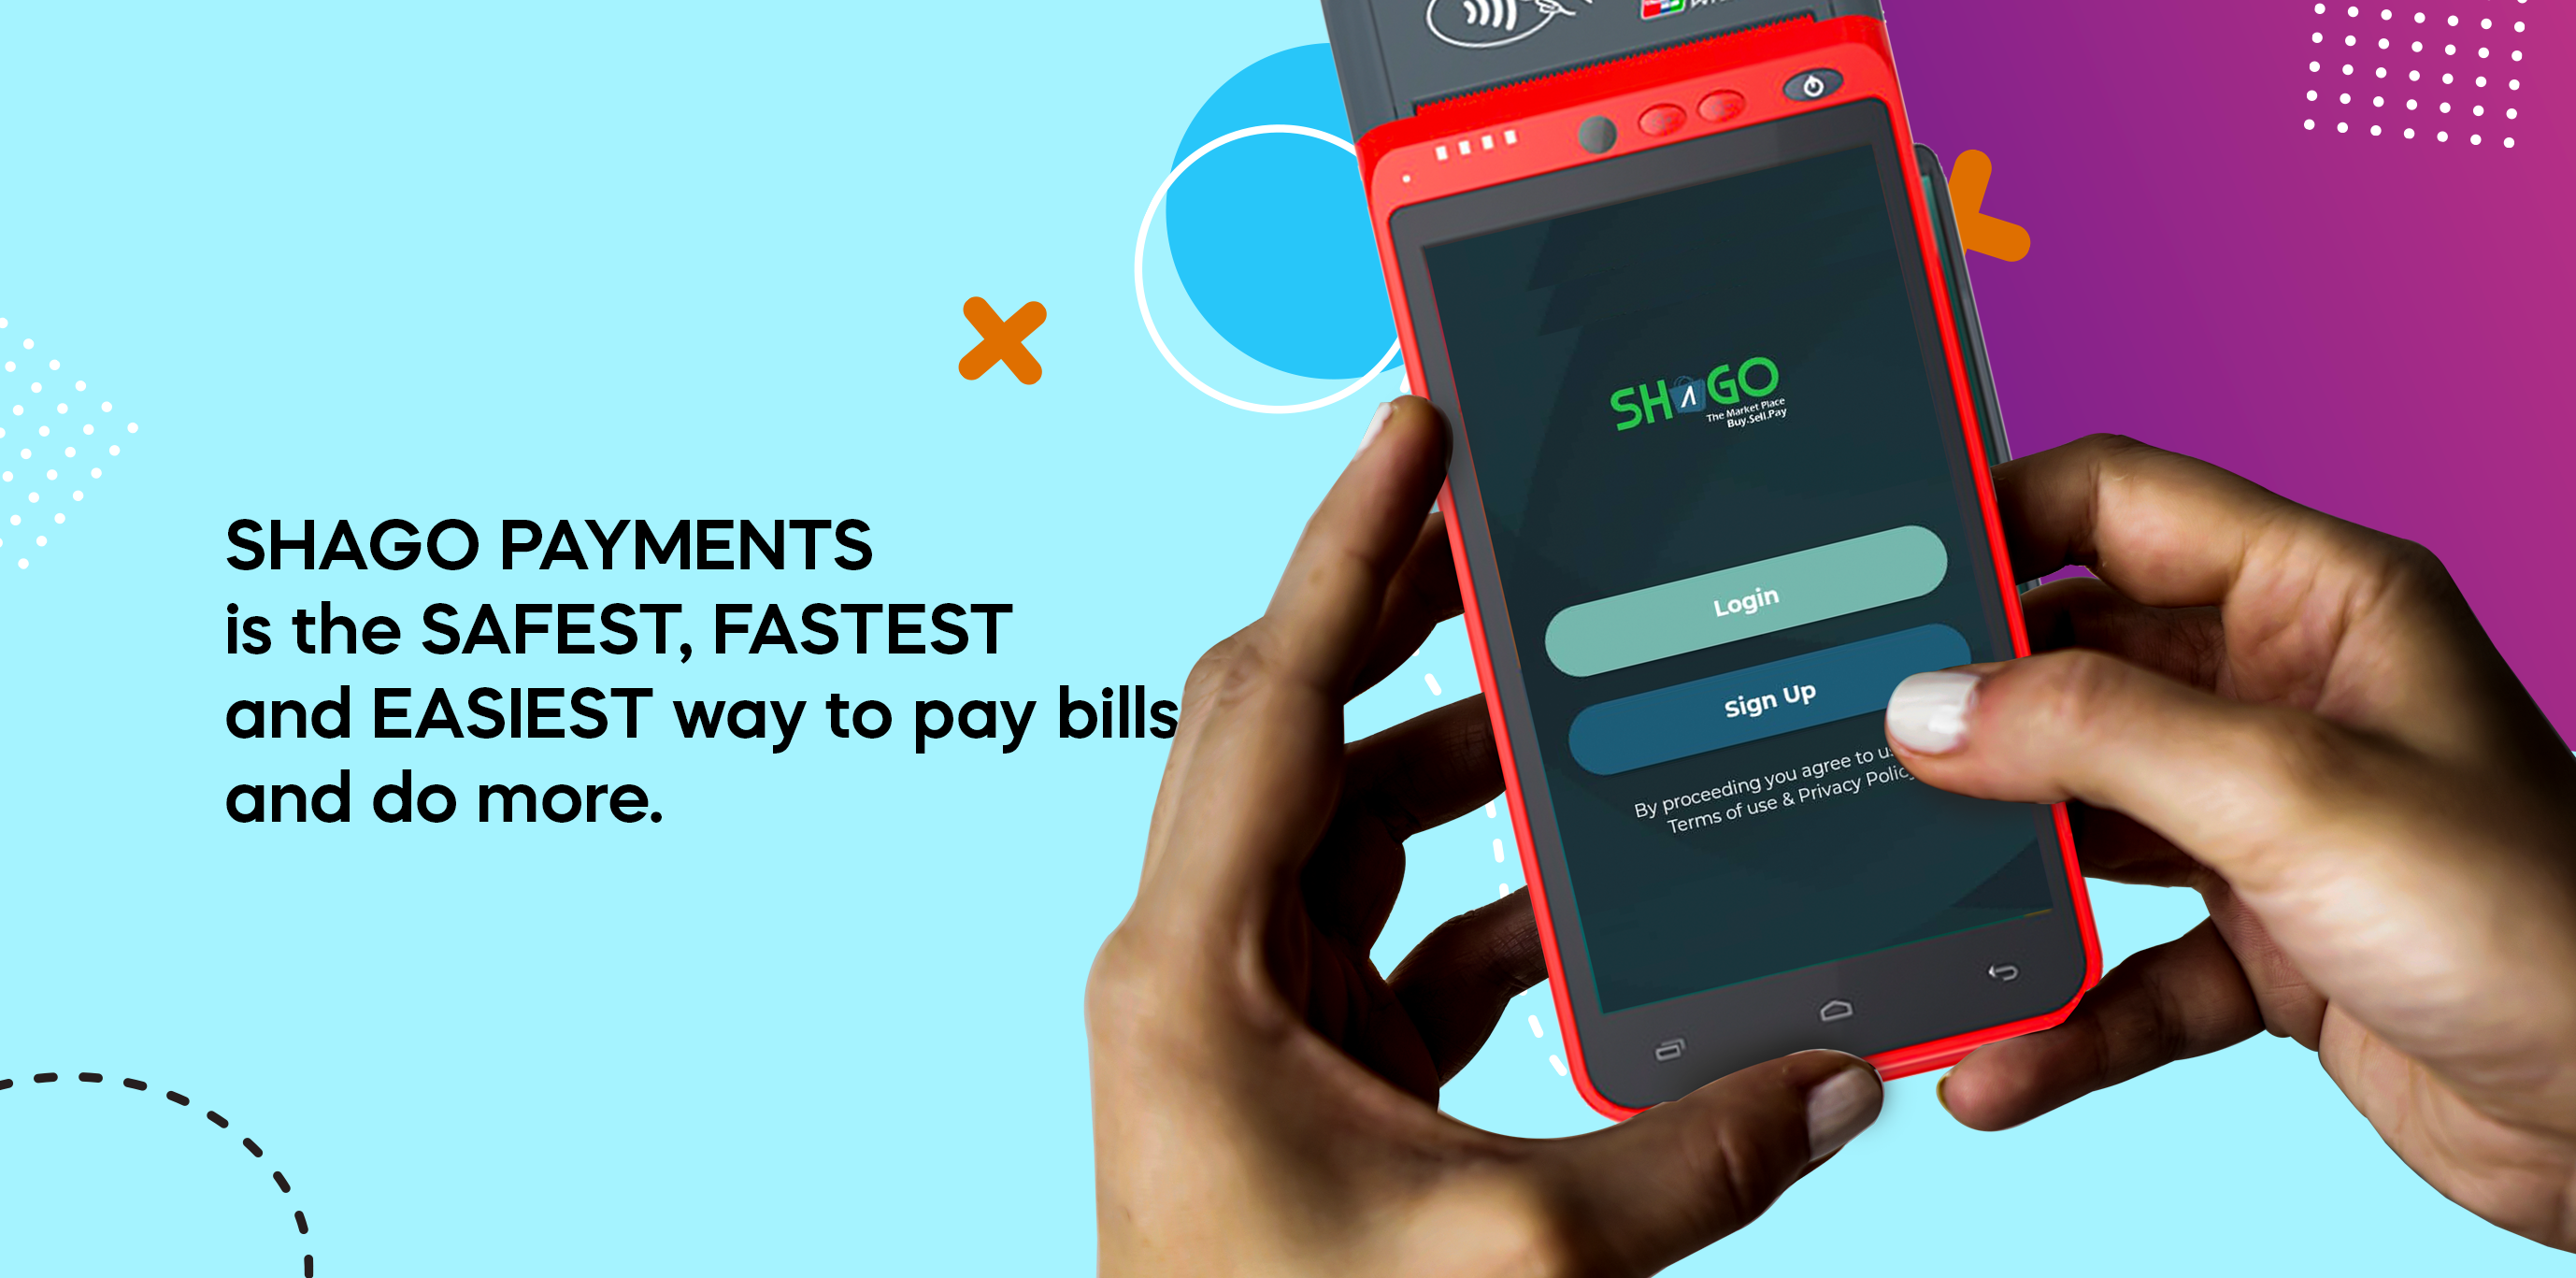 SHAGO PAYMENTS
is the SAFEST, FASTEST
and EASIEST way to pay bills
and do more.
SHAGO
The Market Place
Buy.Sell.Pay
Login
Sign Up
By proceeding you agree to
Terms of use & Privacy Policy